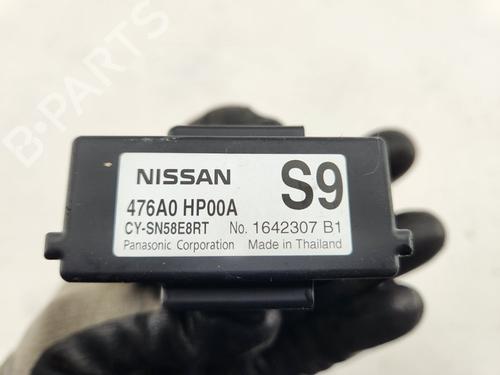 B-PARTS
NISSAN
S9
476A0 HP00A
CY-SN58E8RT No. 1642307 B1
Panasonic Corporation Made in Thailand